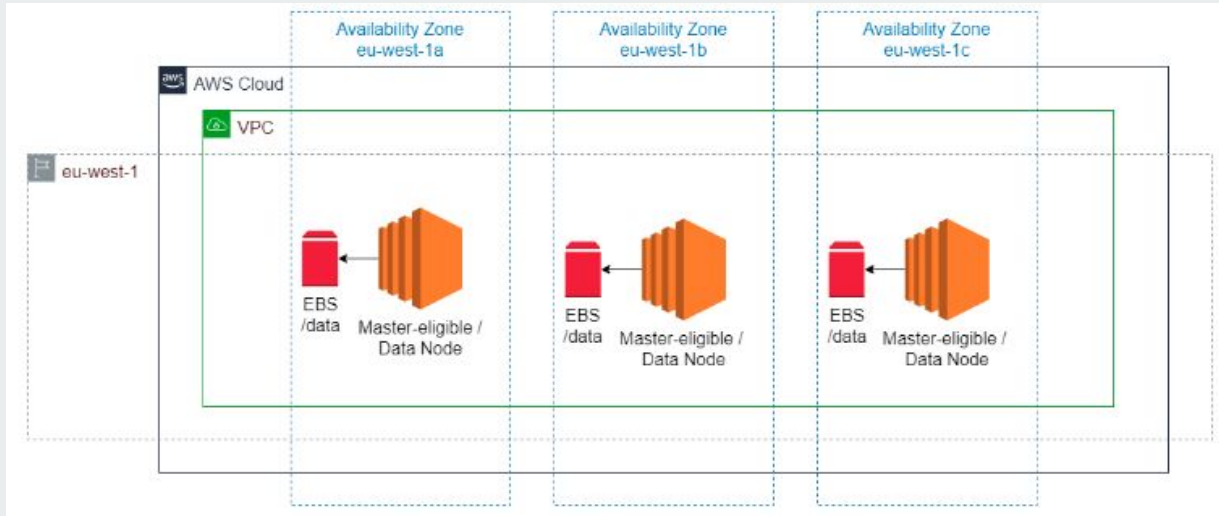 Availability Zone
eu-west-1a
Availability Zone
eu-west-1b
Availability Zone
eu-west-1c
aws
AWS Cloud
VPC
eu-west-1
EBS
/data
Master-eligible /
Data Node
EBS
/data
Master-eligible /
Data Node
EBS
/data
Master-eligible /
Data Node